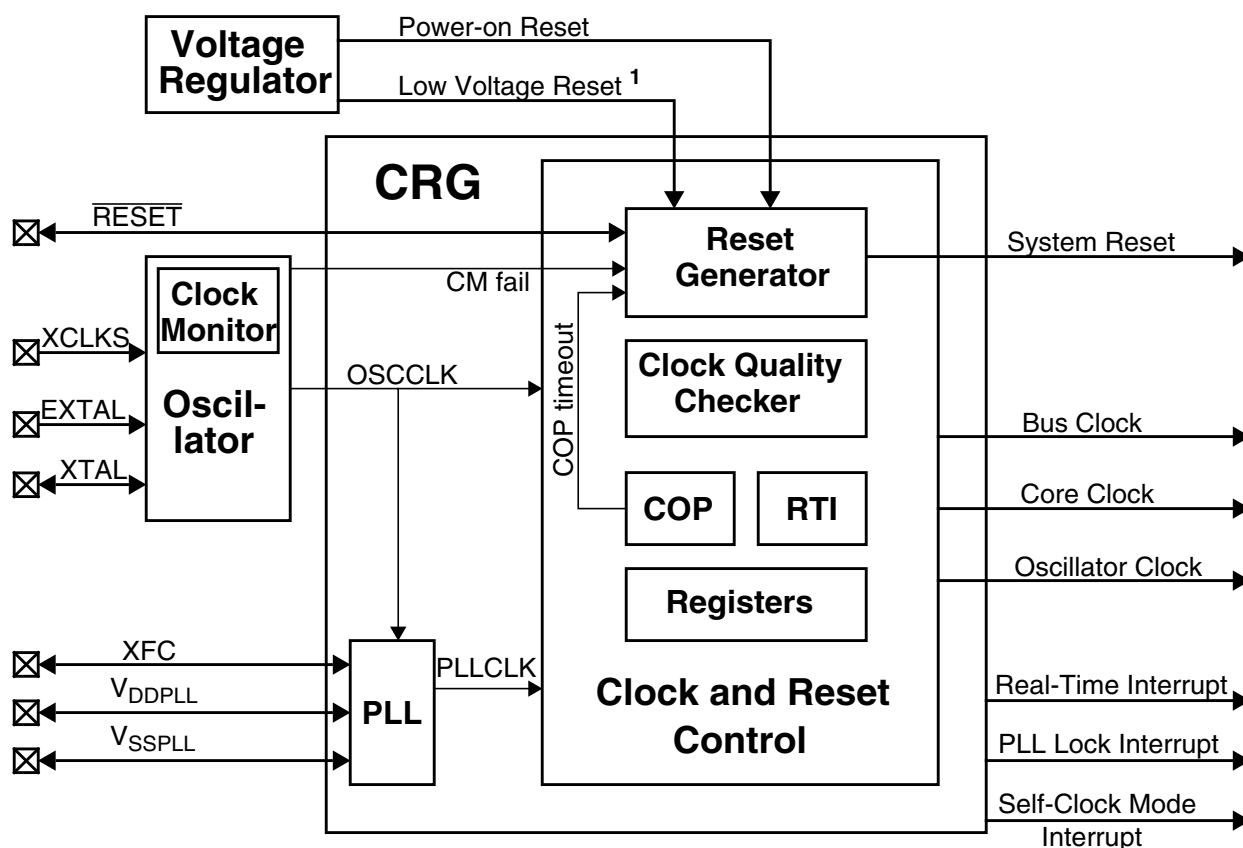 Voltage
Regulator
Power-on Reset
Low Voltage Reset 1
CRG
RESET
Reset
Generator
System Reset
CM fail
Clock
Monitor
XCLKS
OSCCLK
COP timeout
Clock Quality
Checker
EXTAL
Oscil-
lator
Bus Clock
XTAL
COP
RTI
Core Clock
Oscillator Clock
Registers
XFC
PLLCLK
VDDPLL
PLL
Clock and Reset
Control
Real-Time Interrupt
VSSPLL
PLL Lock Interrupt
Self-Clock Mode
Interrupt